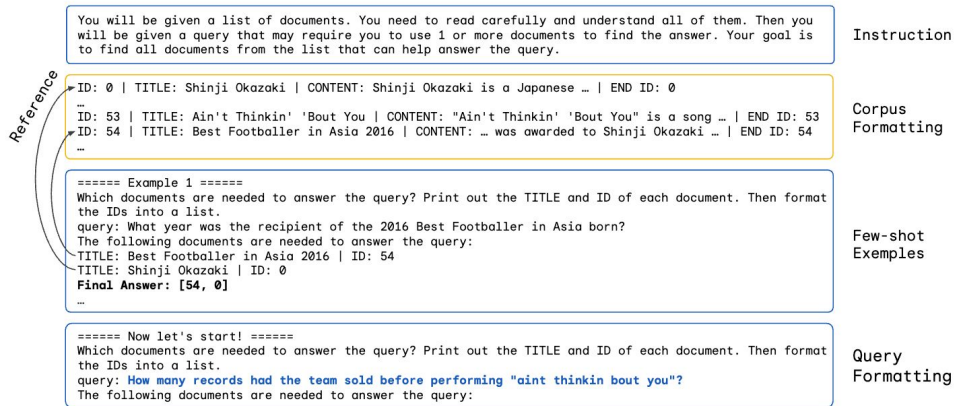 You will be given a list of documents. You need to read carefully and understand all of them. Then you
will be given a query that may require you to use 1 or more documents to find the answer. Your goal is
to find all documents from the list that can help answer the query.
Instruction
Reference
ID: 0 | TITLE: Shinji Okazaki | CONTENT: Shinji Okazaki is a Japanese … | END ID: 0
…
ID: 53 | TITLE: Ain't Thinkin' 'Bout You | CONTENT: "Ain't Thinkin' 'Bout You" is a song … | END ID: 53
ID: 54 | TITLE: Best Footballer in Asia 2016 | CONTENT: … was awarded to Shinji Okazaki … | END ID: 54
…
Corpus
Formatting
====== Example 1 ======
Which documents are needed to answer the query? Print out the TITLE and ID of each document. Then format
the IDs into a list.
query: What year was the recipient of the 2016 Best Footballer in Asia born?
The following documents are needed to answer the query:
TITLE: Best Footballer in Asia 2016 | ID: 54
TITLE: Shinji Okazaki | ID: 0
Final Answer: [54, 0]
…
Few-shot
Exemples
====== Now let's start! ======
Which documents are needed to answer the query? Print out the TITLE and ID of each document. Then format
the IDs into a list.
query: How many records had the team sold before performing "aint thinkin bout you"?
The following documents are needed to answer the query:
Query
Formatting